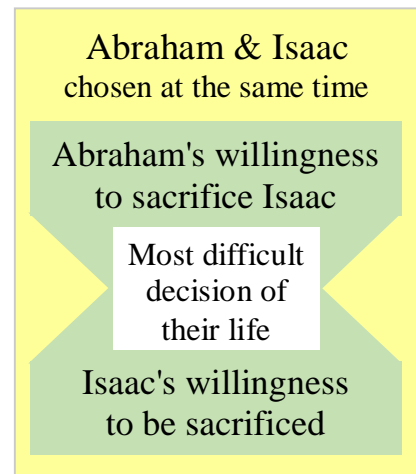 Abraham & Isaac
chosen at the same time
Abraham's willingness
to sacrifice Isaac
Most difficult
decision of
their life
Isaac's willingness
to be sacrificed